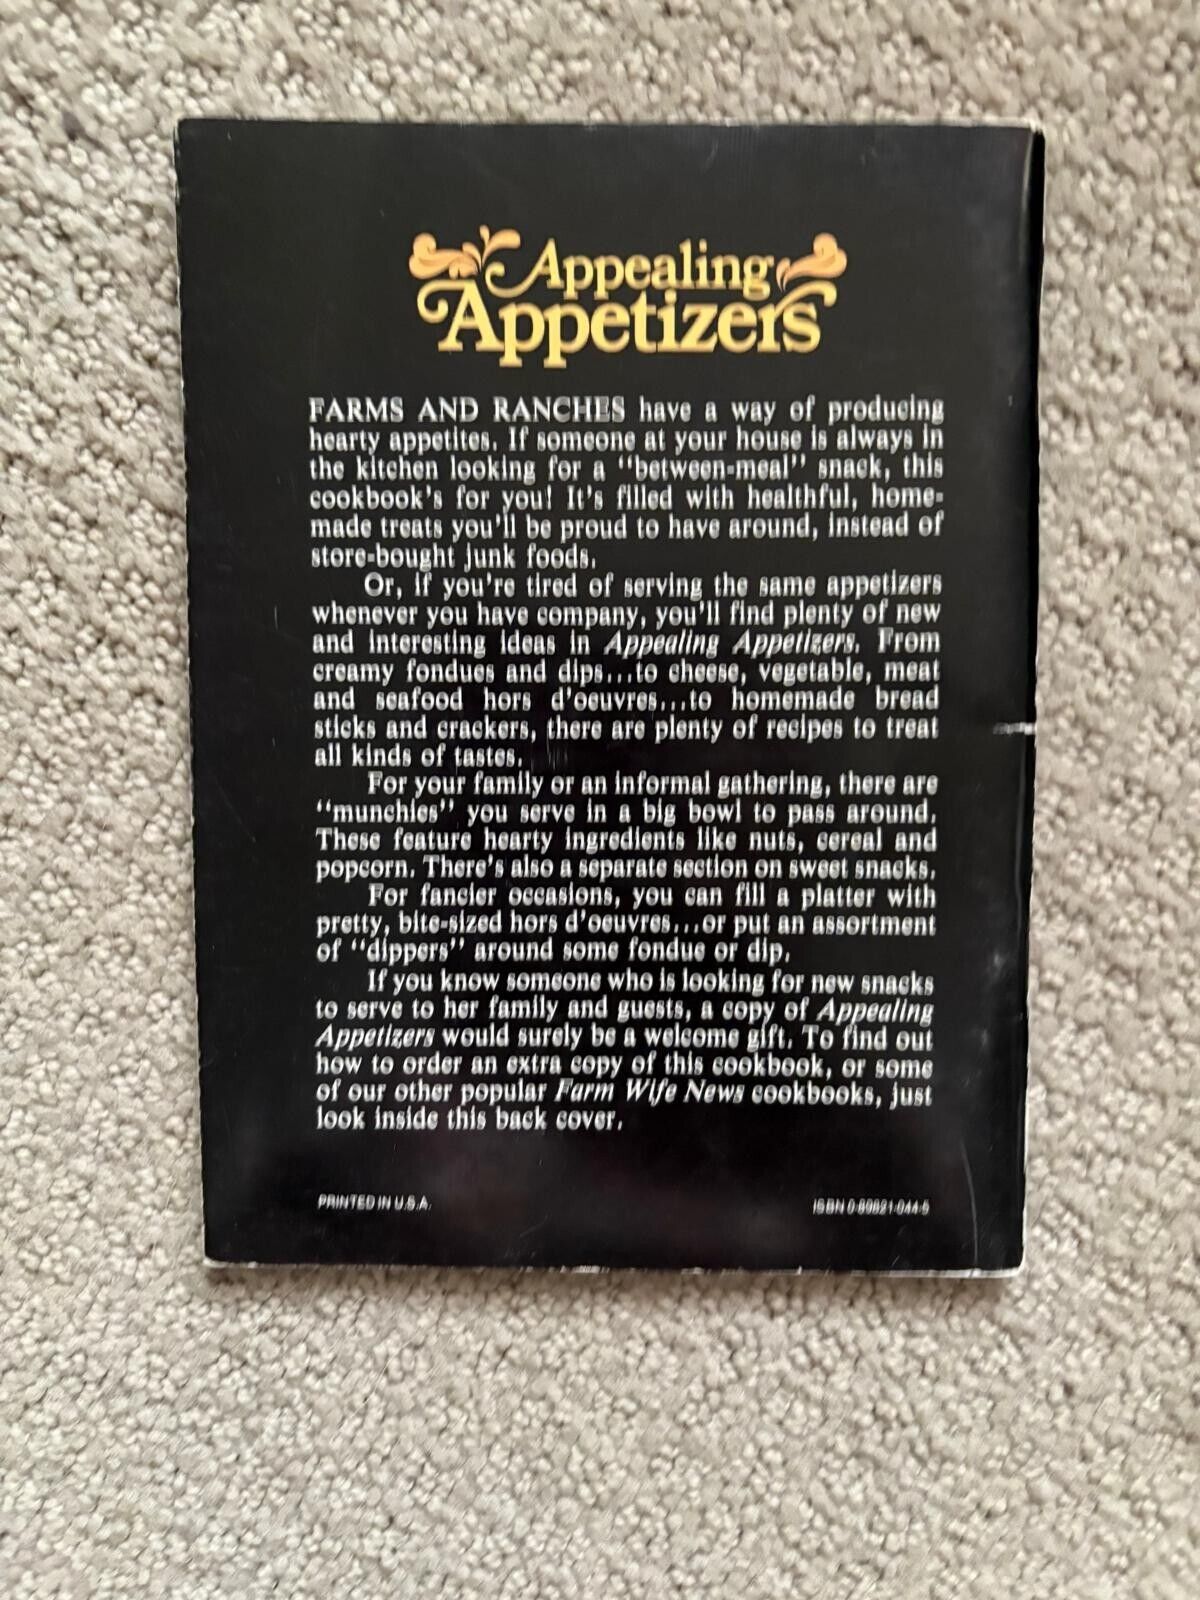 Appealing
Appetizers
FARMS AND RANCHES have a way of producing
hearty appetites. If someone at your house is always in
the kitchen looking for a "between-meal" snack, this
cookbook's for you! It's filled with healthful, home-
made treats you'll be proud to have around, instead of
store-bought junk foods.
Or, if you're tired of serving the same appetizers
whenever you have company, you'll find plenty of new
and interesting ideas in Appealing Appetizers. From
creamy fondues and dips...to cheese, vegetable, meat
and seafood hors d'oeuvres...to homemade bread
sticks and crackers, there are plenty of recipes to treat
all kinds of tastes.
For your family or an informal gathering, there are
"munchies" you serve in a big bowl to pass around.
These feature hearty ingredients like nuts, cereal and
popcorn. There's also a separate section on sweet snacks.
For fancier occasions, you can fill a platter with
pretty, bite-sized hors d'oeuvres...or put an assortment
of "dippers" around some fondue or dip.
If you know someone who is looking for new snacks
to serve to her family and guests, a copy of Appealing
Appetizers would surely be a welcome gift. To find out
how to order an extra copy of this cookbook, or some
of our other popular Farm Wife News cookbooks, just
look inside this back cover.
PRINTED IN U.S.A.
ISBN 0-89821-044-5